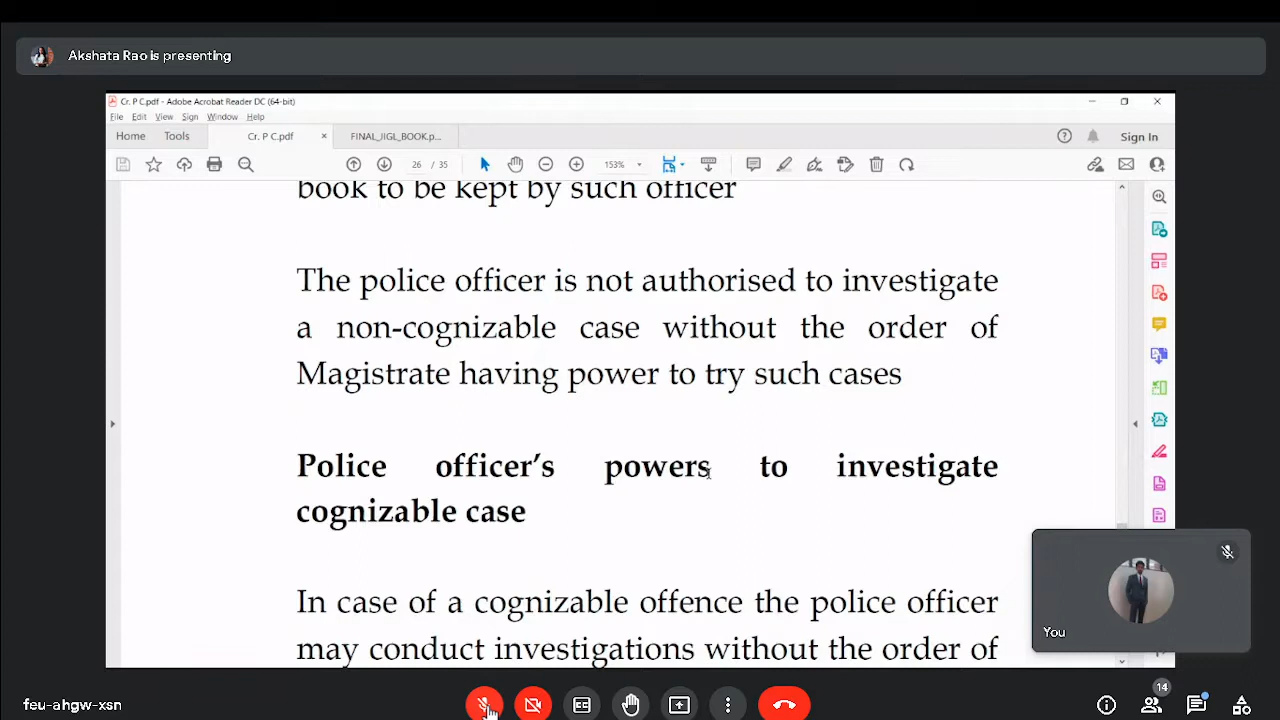 Akshata Rao is presenting
Cr. P C.pdf - Adobe Acrobat Reader DC (64-bit)
File Edit View Sign Window Help
Home Tools Cr. P C.pdf × FINAL_JIGL_BOOK.p... Sign In
26 / 35 153%
book to be kept by such officer
The police officer is not authorised to investigate
a non-cognizable case without the order of
Magistrate having power to try such cases
Police officer's powers to investigate
cognizable case
In case of a cognizable offence the police officer
may conduct investigations without the order of
You
14
feu-ahgw-xsn